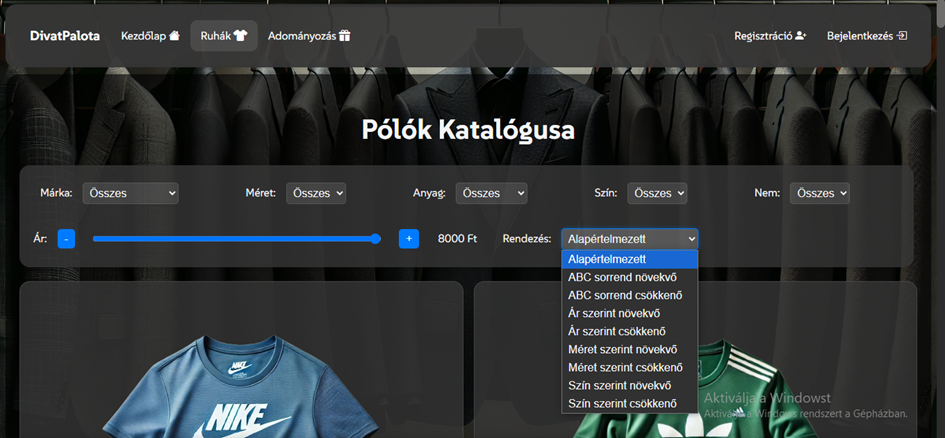 DivatPalota Kezdőlap Ruhák Adományozás Regisztráció Bejelentkezés
Pólók Katalógusa
Márka: Összes Méret: Összes Anyag: Összes Szín: Összes Nem: Összes
Ár: - + 8000 Ft Rendezés: Alapértelmezett
Alapértelmezett
ABC sorrend növekvő
ABC sorrend csökkenő
Ár szerint növekvő
Ár szerint csökkenő
Méret szerint növekvő
Méret szerint csökkenő
Szín szerint növekvő
Szín szerint csökkenő
NIKE
NIKE
Aktiválja a Windowst
Aktiválja a Windows rendszert a Gépházban.